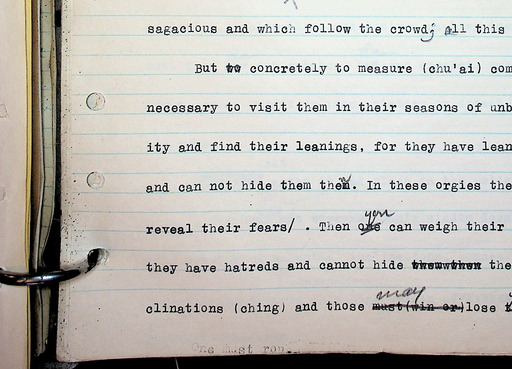 sagacious and which follow the crowd; all this
But to concretely to measure (chu'ai) com
necessary to visit them in their seasons of unb
ity and find their leanings, for they have lean
and can not hide them then. In these orgies the
reveal their fears/ . Then one you can weigh their
they have hatreds and cannot hide them then the
clinations (ching) and those must(win or)lose may
One must